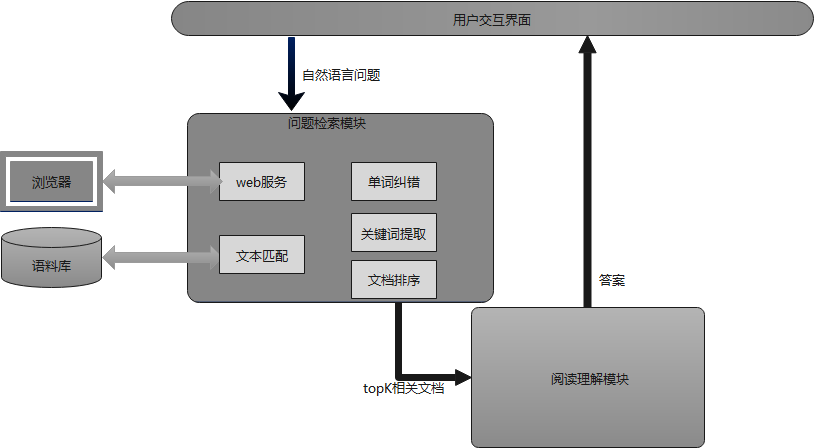 用户交互界面
自然语言问题
问题检索模块
浏览器
web服务
单词纠错
关键词提取
语料库
文本匹配
文档排序
答案
topK相关文档
阅读理解模块